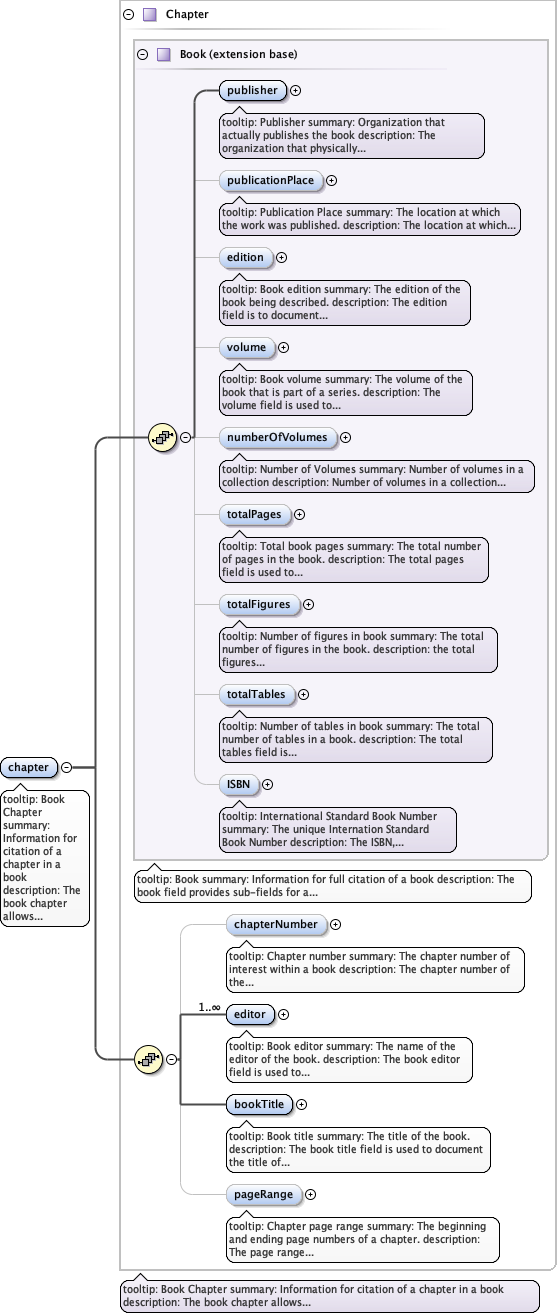 Chapter
Book (extension base)
publisher
tooltip: Publisher summary: Organization that
actually publishes the book description: The
organization that physically...
publicationPlace
tooltip: Publication Place summary: The location at which
the work was published. description: The location at which...
edition
tooltip: Book edition summary: The edition of the
book being described. description: The edition
field is to document...
volume
tooltip: Book volume summary: The volume of the
book that is part of a series. description: The
volume field is used to...
numberOfVolumes
tooltip: Number of Volumes summary: Number of volumes in a
collection description: Number of volumes in a collection...
totalPages
tooltip: Total book pages summary: The total number
of pages in the book. description: The total pages
field is used to...
totalFigures
tooltip: Number of figures in book summary: The total
number of figures in the book. description: the total
figures...
totalTables
tooltip: Number of tables in book summary: The total
number of tables in a book. description: The total
tables field is...
ISBN
tooltip: International Standard Book Number
summary: The unique Internation Standard
Book Number description: The ISBN,...
chapter
tooltip: Book
Chapter
summary:
Information for
citation of a
chapter in a
book
description: The
book chapter
allows...
tooltip: Book summary: Information for full citation of a book description: The
book field provides sub-fields for a...
chapterNumber
tooltip: Chapter number summary: The chapter number of
interest within a book description: The chapter number of
the...
1..∞
editor
tooltip: Book editor summary: The name of the
editor of the book. description: The book editor
field is used to...
bookTitle
tooltip: Book title summary: The title of the book.
description: The book title field is used to document
the title of...
pageRange
tooltip: Chapter page range summary: The beginning
and ending page numbers of a chapter. description:
The page range...
tooltip: Book Chapter summary: Information for citation of a chapter in a book
description: The book chapter allows...